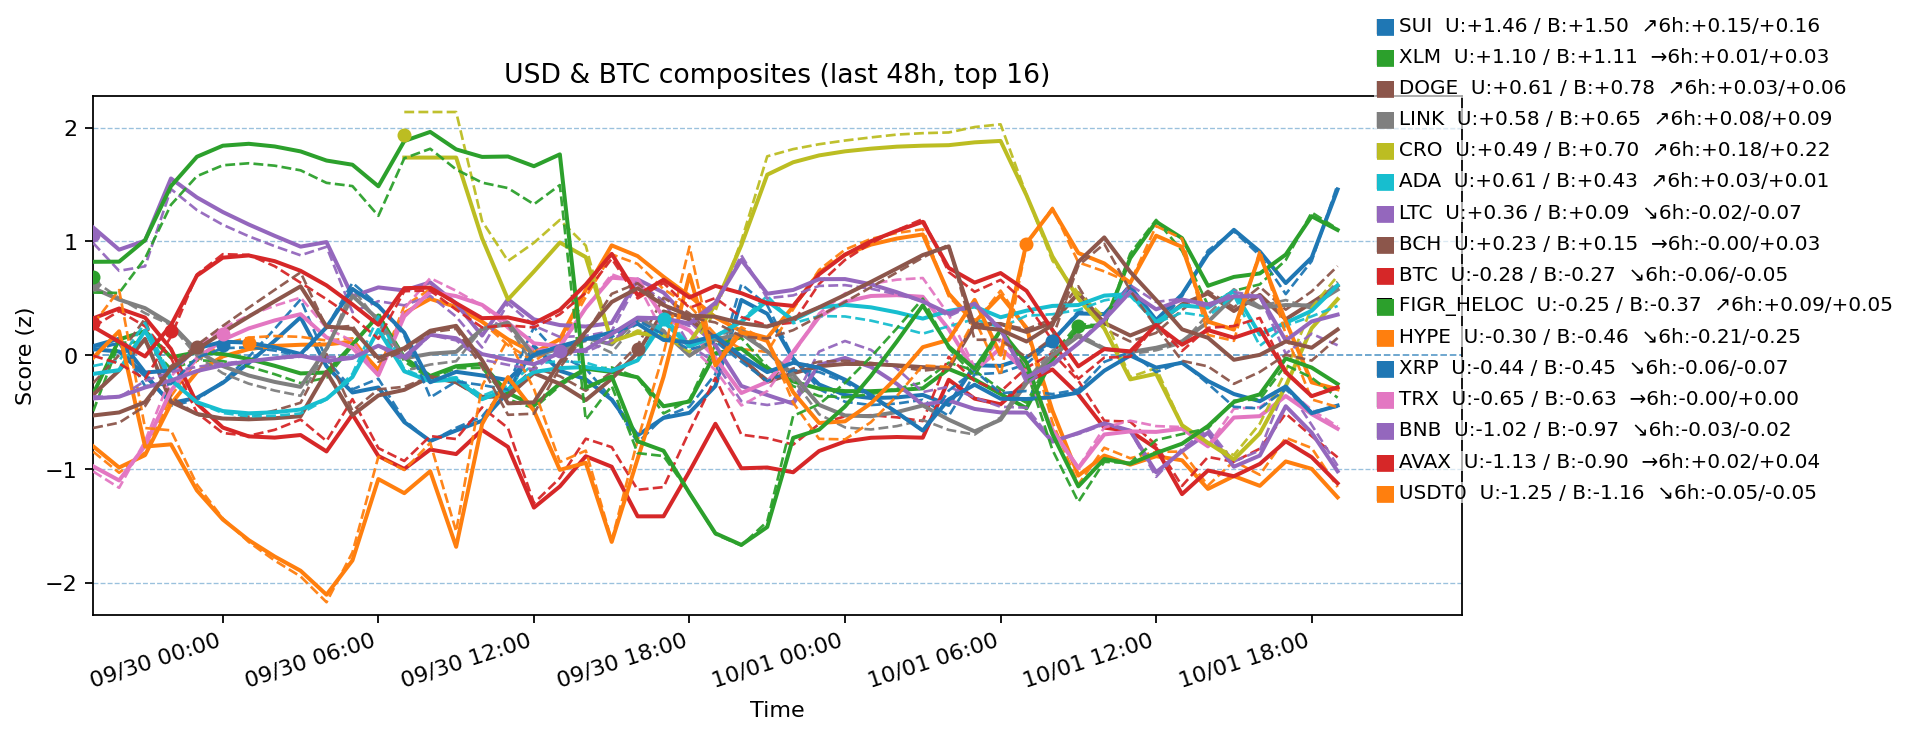 SUI  U:+1.46 / B:+1.50  ↗6h:+0.15/+0.16
XLM  U:+1.10 / B:+1.11  →6h:+0.01/+0.03
USD & BTC composites (last 48h, top 16)
DOGE  U:+0.61 / B:+0.78  ↗6h:+0.03/+0.06
LINK  U:+0.58 / B:+0.65  ↗6h:+0.08/+0.09
CRO  U:+0.49 / B:+0.70  ↗6h:+0.18/+0.22
ADA  U:+0.61 / B:+0.43  ↗6h:+0.03/+0.01
LTC  U:+0.36 / B:+0.09  ↘6h:-0.02/-0.07
BCH  U:+0.23 / B:+0.15  →6h:-0.00/+0.03
BTC  U:-0.28 / B:-0.27  ↘6h:-0.06/-0.05
FIGR_HELOC  U:-0.25 / B:-0.37  ↗6h:+0.09/+0.05
HYPE  U:-0.30 / B:-0.46  ↘6h:-0.21/-0.25
XRP  U:-0.44 / B:-0.45  ↘6h:-0.06/-0.07
TRX  U:-0.65 / B:-0.63  →6h:-0.00/+0.00
BNB  U:-1.02 / B:-0.97  ↘6h:-0.03/-0.02
AVAX  U:-1.13 / B:-0.90  →6h:+0.02/+0.04
USDT0  U:-1.25 / B:-1.16  ↘6h:-0.05/-0.05
2
1
0
−1
−2
Score (z)
09/30 00:00
09/30 06:00
09/30 12:00
09/30 18:00
10/01 00:00
10/01 06:00
10/01 12:00
10/01 18:00
Time